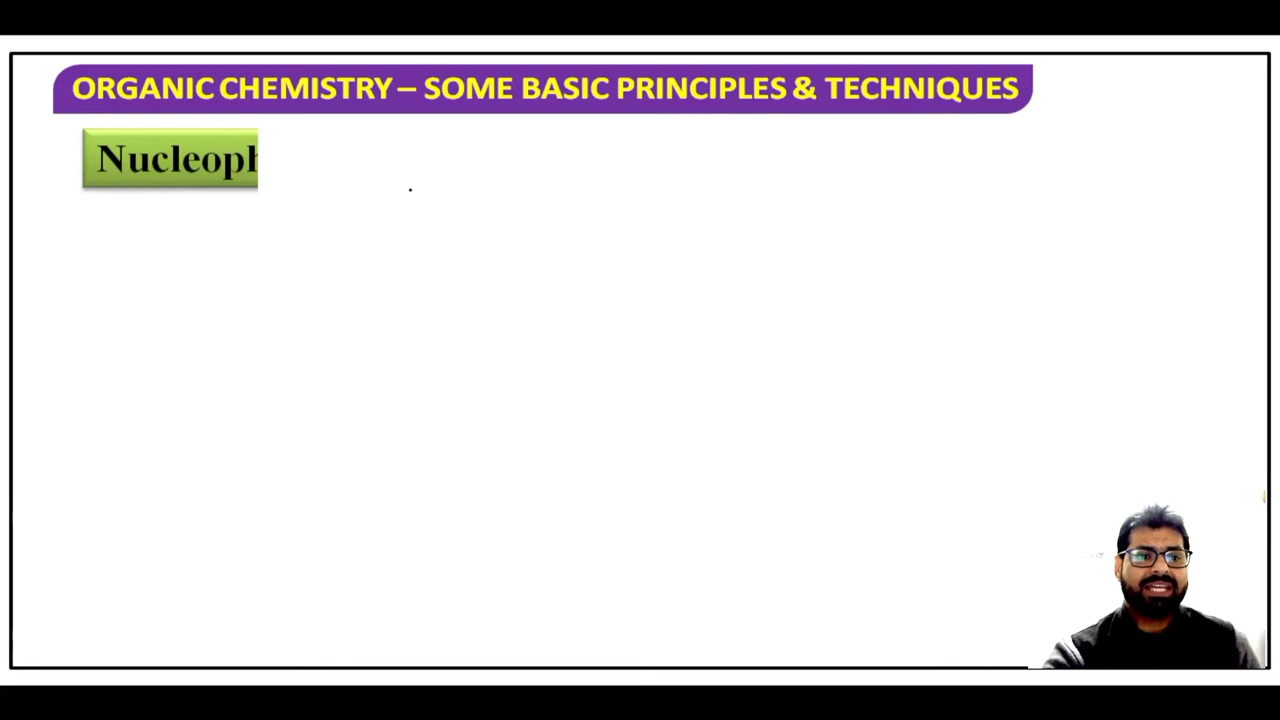 ORGANIC CHEMISTRY – SOME BASIC PRINCIPLES & TECHNIQUES
Nucleoph